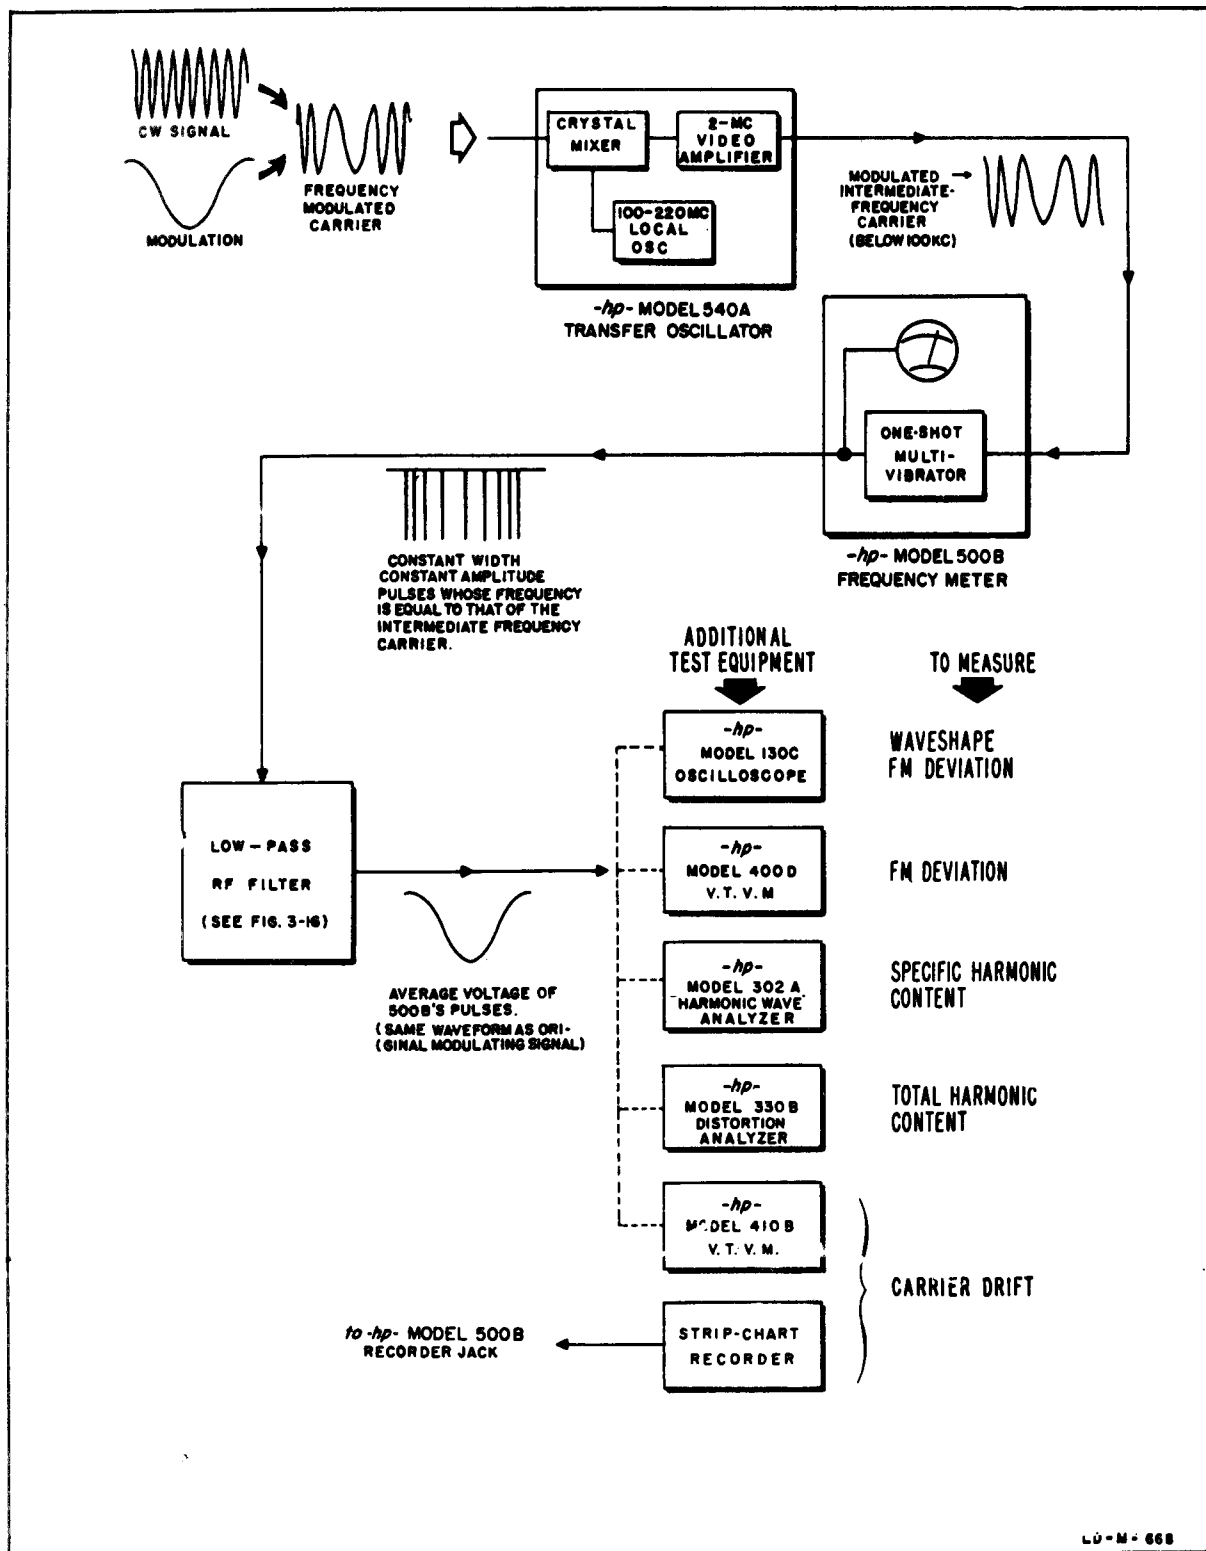 CW SIGNAL
MODULATION
FREQUENCY
MODULATED
CARRIER
CRYSTAL
MIXER
2-MC
VIDEO
AMPLIFIER
100-220MC
LOCAL
OSC
-hp- MODEL 540A
TRANSFER OSCILLATOR
MODULATED
INTERMEDIATE-
FREQUENCY
CARRIER
(BELOW 100KC)
ONE-SHOT
MULTI-
VIBRATOR
-hp- MODEL 500B
FREQUENCY METER
CONSTANT WIDTH
CONSTANT AMPLITUDE
PULSES WHOSE FREQUENCY
IS EQUAL TO THAT OF THE
INTERMEDIATE FREQUENCY
CARRIER.
ADDITIONAL
TEST EQUIPMENT
TO MEASURE
-hp-
MODEL 130C
OSCILLOSCOPE
WAVESHAPE
FM DEVIATION
LOW-PASS
RF FILTER
(SEE FIG. 3-16)
-hp-
MODEL 400D
V.T.V.M
FM DEVIATION
AVERAGE VOLTAGE OF
500B'S PULSES.
(SAME WAVEFORM AS ORI-
(GINAL MODULATING SIGNAL)
-hp-
MODEL 302A
HARMONIC WAVE
ANALYZER
SPECIFIC HARMONIC
CONTENT
-hp-
MODEL 330B
DISTORTION
ANALYZER
TOTAL HARMONIC
CONTENT
-hp-
MODEL 410B
V.T.V.M.
CARRIER DRIFT
to -hp- MODEL 500B
RECORDER JACK
STRIP-CHART
RECORDER
LD-M-668